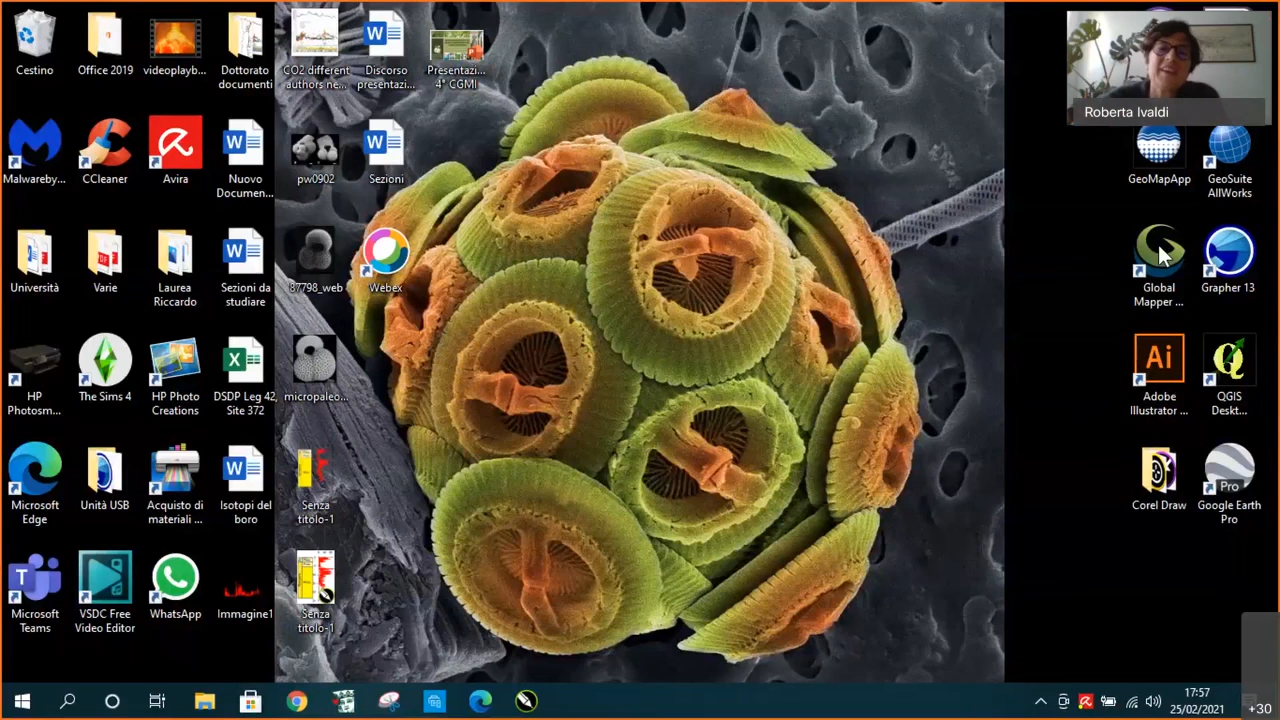 Cestino
Office 2019
videoplayb...
Dottorato
documenti
CO2 different
authors ne...
Discorso
presentazi...
Presentazi...
4° CGMI
Roberta Ivaldi
Malwareby...
CCleaner
Avira
Nuovo
Documen...
pw0902
Sezioni
GeoMapApp
GeoSuite
AllWorks
Università
Varie
Laurea
Riccardo
Sezioni da
studiare
87798_web
Webex
Global
Mapper ...
Grapher 13
HP
Photosm...
The Sims 4
HP Photo
Creations
DSDP Leg 42,
Site 372
micropaleo...
Ai
Adobe
Illustrator ...
QGIS
Deskt...
Microsoft
Edge
Unità USB
Acquisto di
materiali ...
Isotopi del
boro
Senza
titolo-1
Corel Draw
Pro
Google Earth
Pro
Microsoft
Teams
VSDC Free
Video Editor
WhatsApp
Immagine1
Senza
titolo-1
17:57
25/02/2021
+30